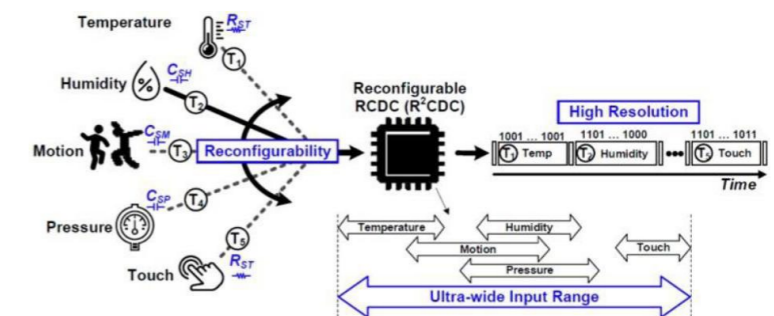 Temperature
R_ST
T1
Humidity
%
C_SH
T2
Motion
C_SM
T3
Reconfigurability
Pressure
C_SP
T4
Touch
T5
R_ST
Reconfigurable
RCDC (R²CDC)
High Resolution
1001 ... 1001 1101 ... 1000 1101 ... 1011
T1 Temp T2 Humidity ••• T5 Touch
Time
Temperature Humidity
Motion Touch
Pressure
Ultra-wide Input Range